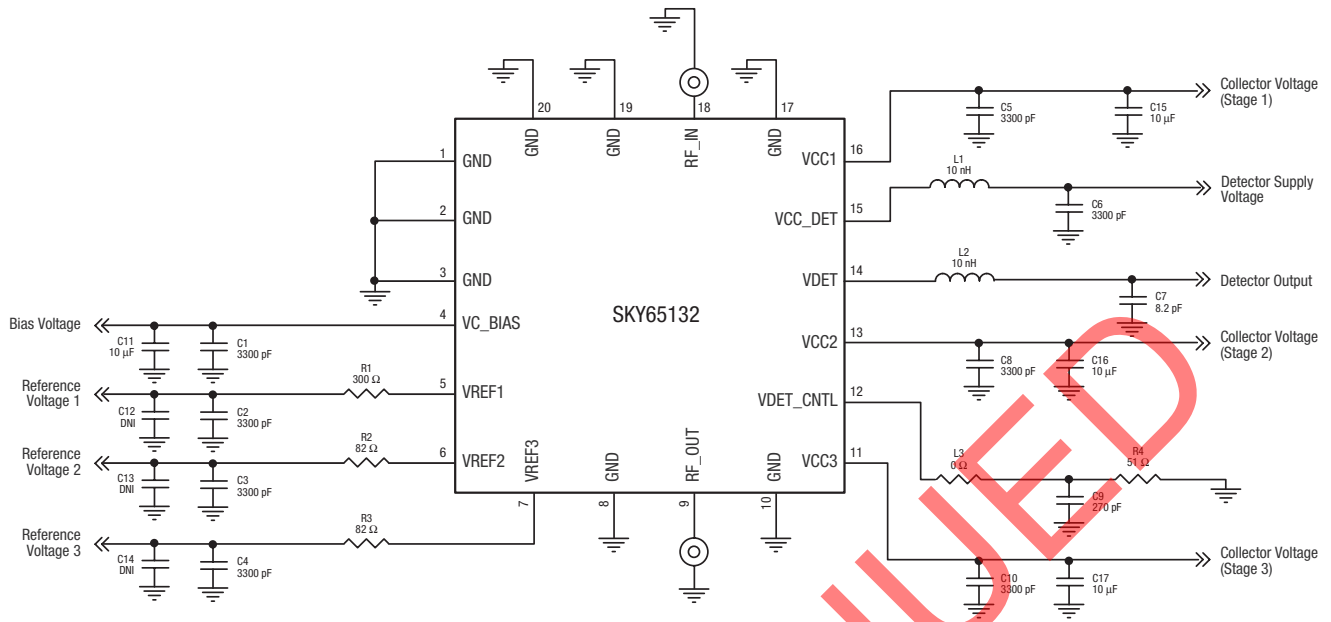 20
19
18
17
GND
GND
RF_IN
GND
1
GND
2
GND
3
GND
4
VC_BIAS
5
VREF1
6
VREF2
7
VREF3
8
GND
9
RF_OUT
10
GND
SKY65132
16
VCC1
15
VCC_DET
14
VDET
13
VCC2
12
VDET_CNTL
11
VCC3
Bias Voltage
C11
10 µF
C1
3300 pF
Reference
Voltage 1
R1
300 Ω
C12
DNI
C2
3300 pF
Reference
Voltage 2
R2
82 Ω
C13
DNI
C3
3300 pF
Reference
Voltage 3
R3
82 Ω
C14
DNI
C4
3300 pF
C5
3300 pF
C15
10 µF
Collector Voltage
(Stage 1)
L1
10 nH
C6
3300 pF
Detector Supply
Voltage
L2
10 nH
C7
8.2 pF
Detector Output
C8
3300 pF
C16
10 µF
Collector Voltage
(Stage 2)
L3
0 Ω
R4
51 Ω
C9
270 pF
C10
3300 pF
C17
10 µF
Collector Voltage
(Stage 3)
UED